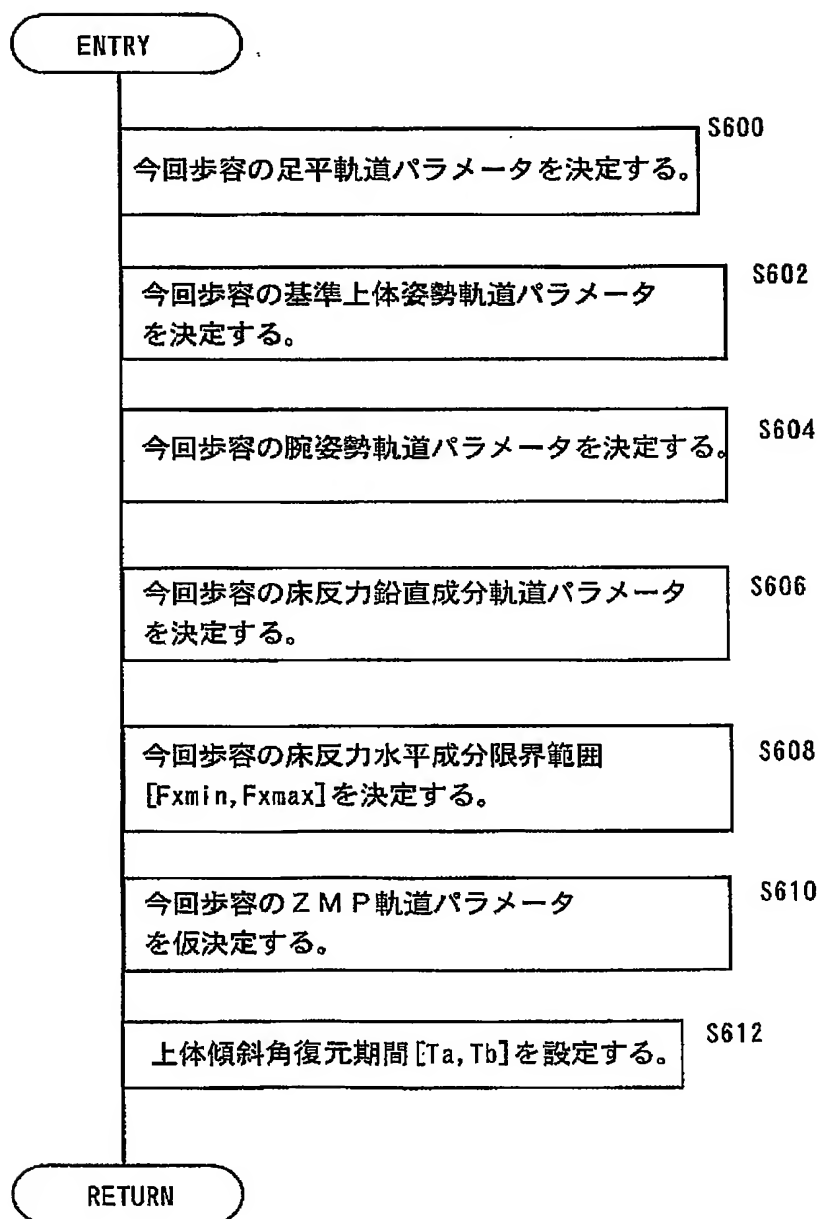 ENTRY
S600
今回歩容の足平軌道パラメータを決定する。
S602
今回歩容の基準上体姿勢軌道パラメータ
を決定する。
S604
今回歩容の腕姿勢軌道パラメータを決定する。
S606
今回歩容の床反力鉛直成分軌道パラメータ
を決定する。
S608
今回歩容の床反力水平成分限界範囲
[Fxmin,Fxmax]を決定する。
S610
今回歩容のZMP軌道パラメータ
を仮決定する。
S612
上体傾斜角復元期間[Ta,Tb]を設定する。
RETURN